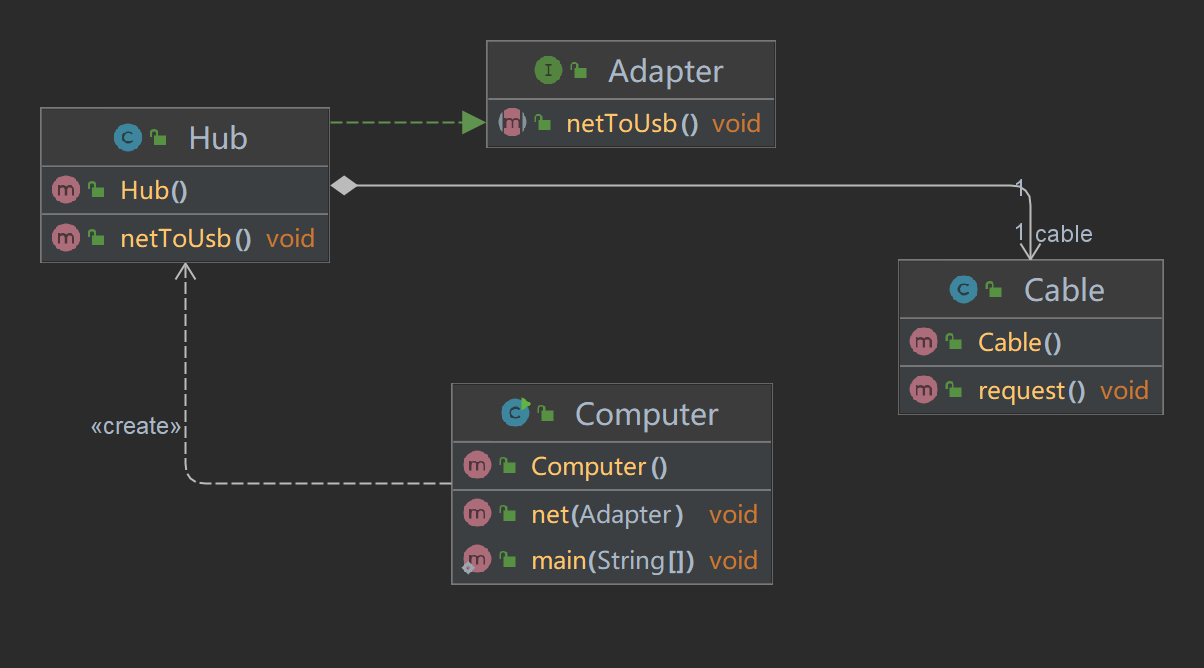 I Adapter
m netToUsb() void
C Hub
m Hub()
m netToUsb() void
1
1 cable
C Cable
m Cable()
m request() void
«create»
C Computer
m Computer()
m net(Adapter) void
m main(String[]) void